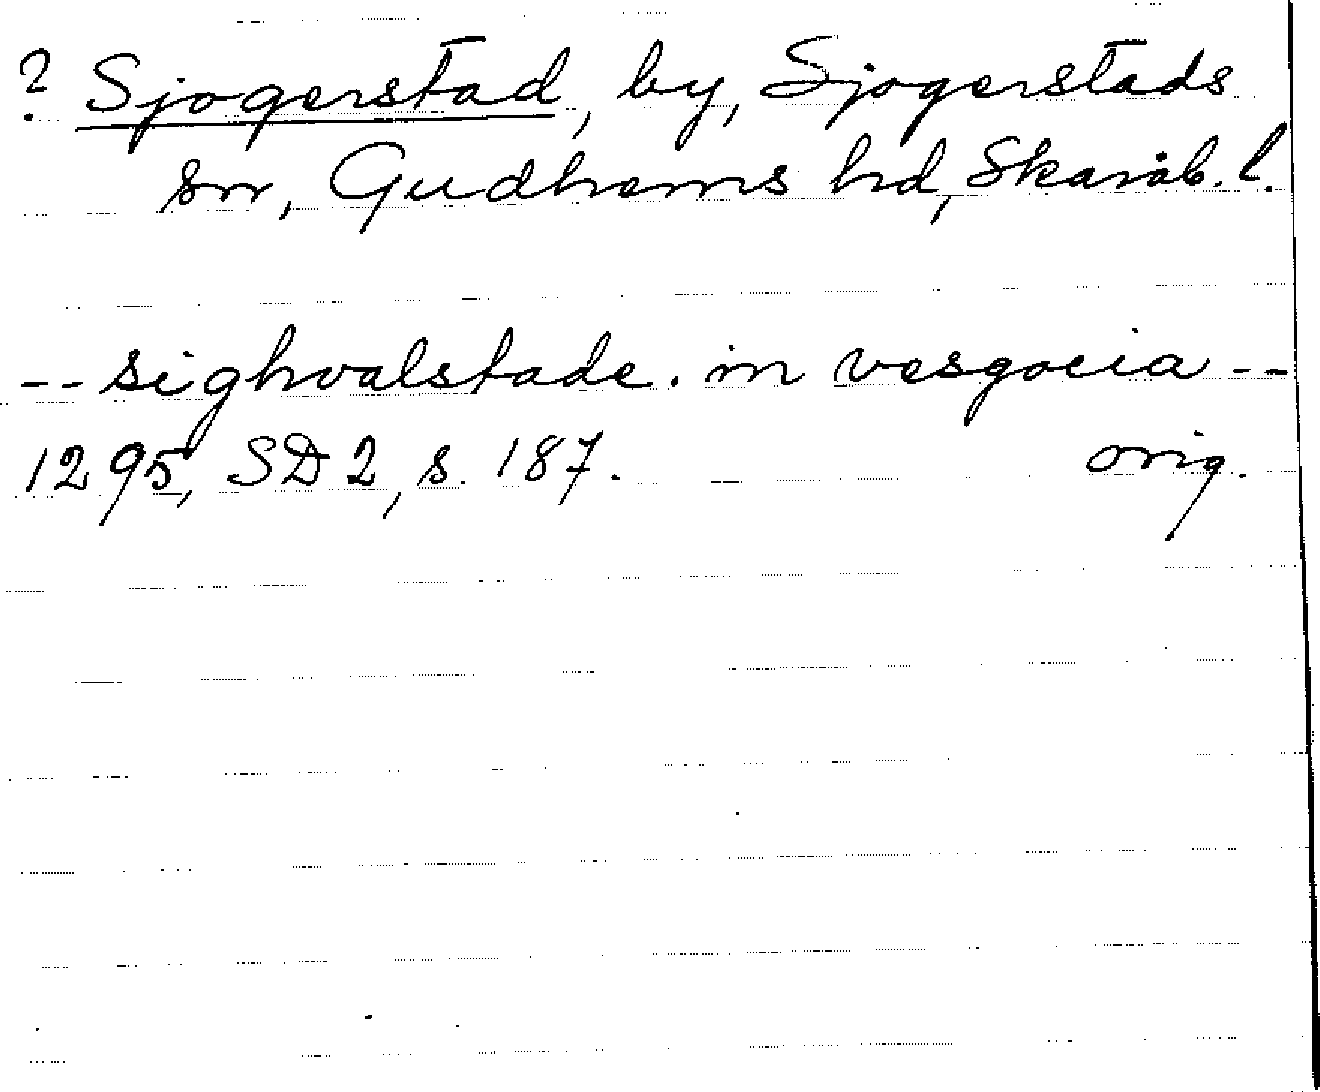 ? Sjogerstad, by, Sjogerstads
sn, Gudhems hd, Skarab. l.
-- sighvalstade. in vesgocia --
1295, SD 2, s. 187. orig.